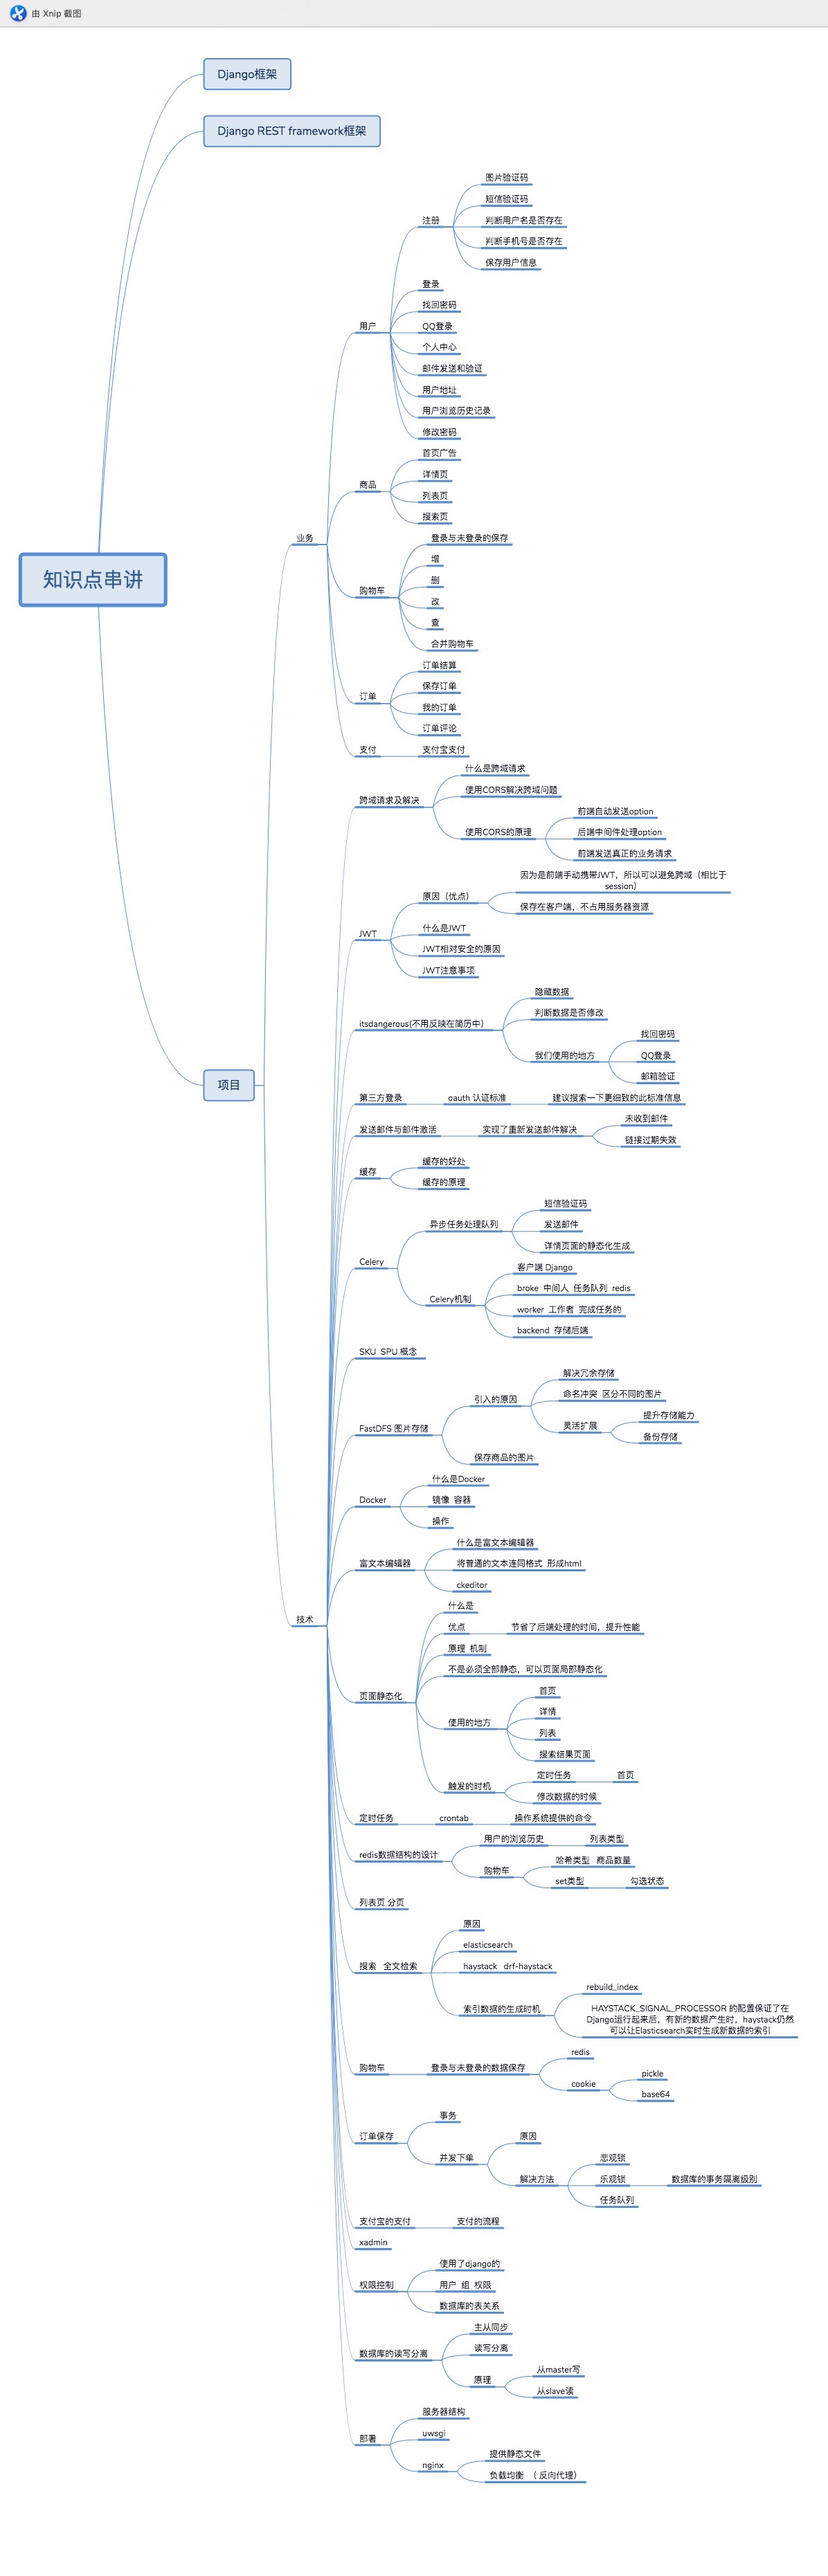 由 Xnip 截图
Django框架
Django REST framework框架
图片验证码
短信验证码
注册
判断用户名是否存在
判断手机号是否存在
保存用户信息
登录
找回密码
用户
QQ登录
个人中心
邮件发送和验证
用户地址
用户浏览历史记录
修改密码
首页广告
详情页
商品
列表页
搜索页
业务
登录与未登录的保存
增
知识点串讲
删
购物车
改
查
合并购物车
订单结算
保存订单
订单
我的订单
订单评论
支付
支付宝支付
什么是跨域请求
使用CORS解决跨域问题
跨域请求及解决
前端自动发送option
使用CORS的原理
后端中间件处理option
前端发送真正的业务请求
因为是前端手动携带JWT，所以可以避免跨域（相比于
session）
原因（优点）
保存在客户端，不占用服务器资源
什么是JWT
JWT
JWT相对安全的原因
JWT注意事项
隐藏数据
判断数据是否修改
itsdangerous(不用反映在简历中）
找回密码
我们使用的地方
QQ登录
邮箱验证
项目
第三方登录
oauth 认证标准
建议搜索一下更细致的此标准信息
未收到邮件
发送邮件与邮件激活
实现了重新发送邮件解决
链接过期失效
缓存的好处
缓存
缓存的原理
短信验证码
异步任务处理队列
发送邮件
详情页面的静态化生成
Celery
客户端 Django
broke 中间人 任务队列 redis
Celery机制
worker 工作者 完成任务的
backend 存储后端
SKU SPU 概念
解决冗余存储
引入的原因
命名冲突 区分不同的图片
提升存储能力
灵活扩展
FastDFS 图片存储
备份存储
保存商品的图片
什么是Docker
Docker
镜像 容器
操作
什么是富文本编辑器
富文本编辑器
将普通的文本连同格式 形成html
ckeditor
什么是
技术
优点
节省了后端处理的时间，提升性能
原理 机制
不是必须全部静态，可以页面局部静态化
页面静态化
首页
详情
使用的地方
列表
搜索结果页面
定时任务
首页
触发的时机
修改数据的时候
定时任务
crontab
操作系统提供的命令
用户的浏览历史
列表类型
redis数据结构的设计
哈希类型 商品数量
购物车
set类型
勾选状态
列表页 分页
原因
elasticsearch
搜索 全文检索
haystack drf-haystack
rebuild_index
索引数据的生成时机
HAYSTACK_SIGNAL_PROCESSOR 的配置保证了在
Django运行起来后，有新的数据产生时，haystack仍然
可以让Elasticsearch实时生成新数据的索引
redis
购物车
登录与未登录的数据保存
pickle
cookie
base64
事务
订单保存
原因
并发下单
悲观锁
解决方法
乐观锁
数据库的事务隔离级别
任务队列
支付宝的支付
支付的流程
xadmin
使用了django的
权限控制
用户 组 权限
数据库的表关系
主从同步
读写分离
数据库的读写分离
从master写
原理
从slave读
服务器结构
uwsgi
部署
提供静态文件
nginx
负载均衡 （ 反向代理）